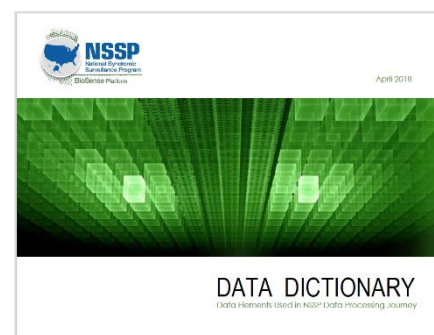 NSSP
National Syndromic
Surveillance Program
BioSense Platform
April 2018
DATA DICTIONARY
Data Elements Used in NSSP Data Processing Journey